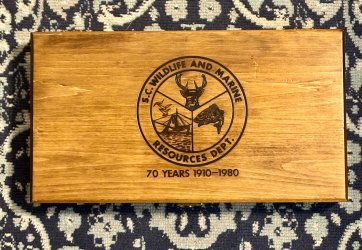 S.C. WILDLIFE AND MARINE
RESOURCES DEPT.
70 YEARS 1910-1980